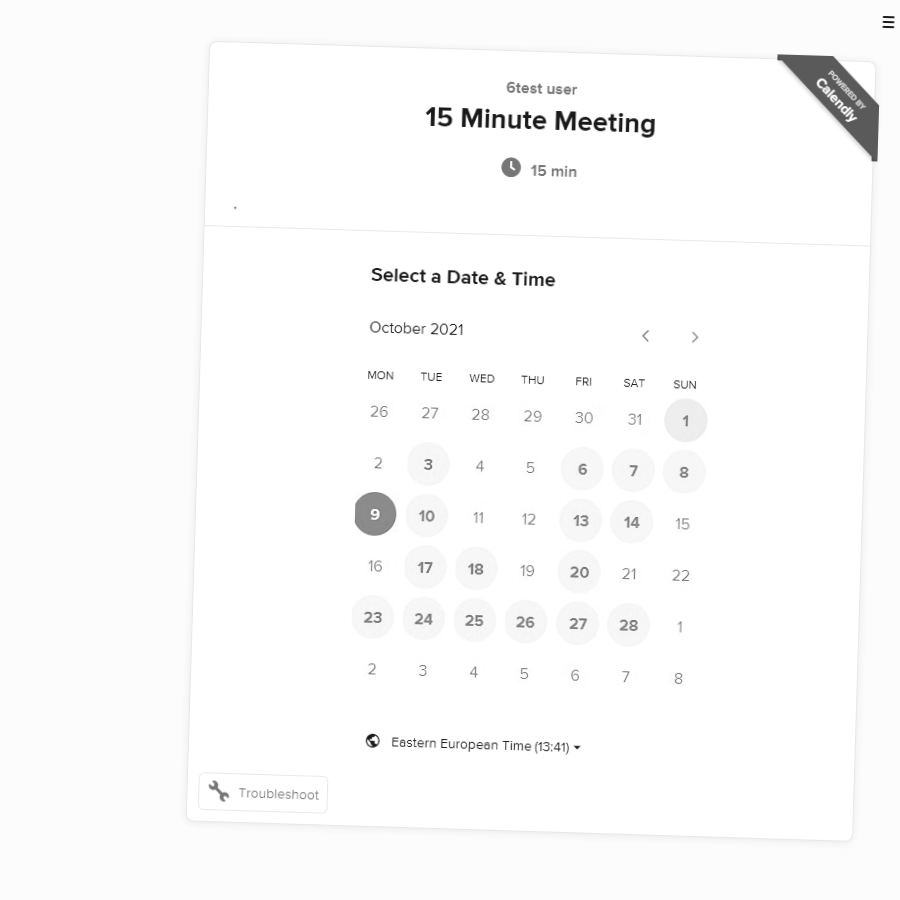 6test user
15 Minute Meeting
15 min
POWERED BY
Calendly
.
Select a Date & Time
October 2021
MON TUE WED THU FRI SAT SUN
26 27 28 29 30 31 1
2 3 4 5 6 7 8
9 10 11 12 13 14 15
16 17 18 19 20 21 22
23 24 25 26 27 28 1
2 3 4 5 6 7 8
Eastern European Time (13:41)
Troubleshoot